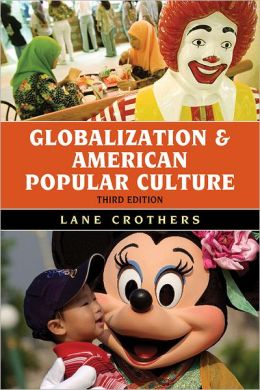 GLOBALIZATION &
AMERICAN
POPULAR CULTURE
THIRD EDITION
LANE CROTHERS